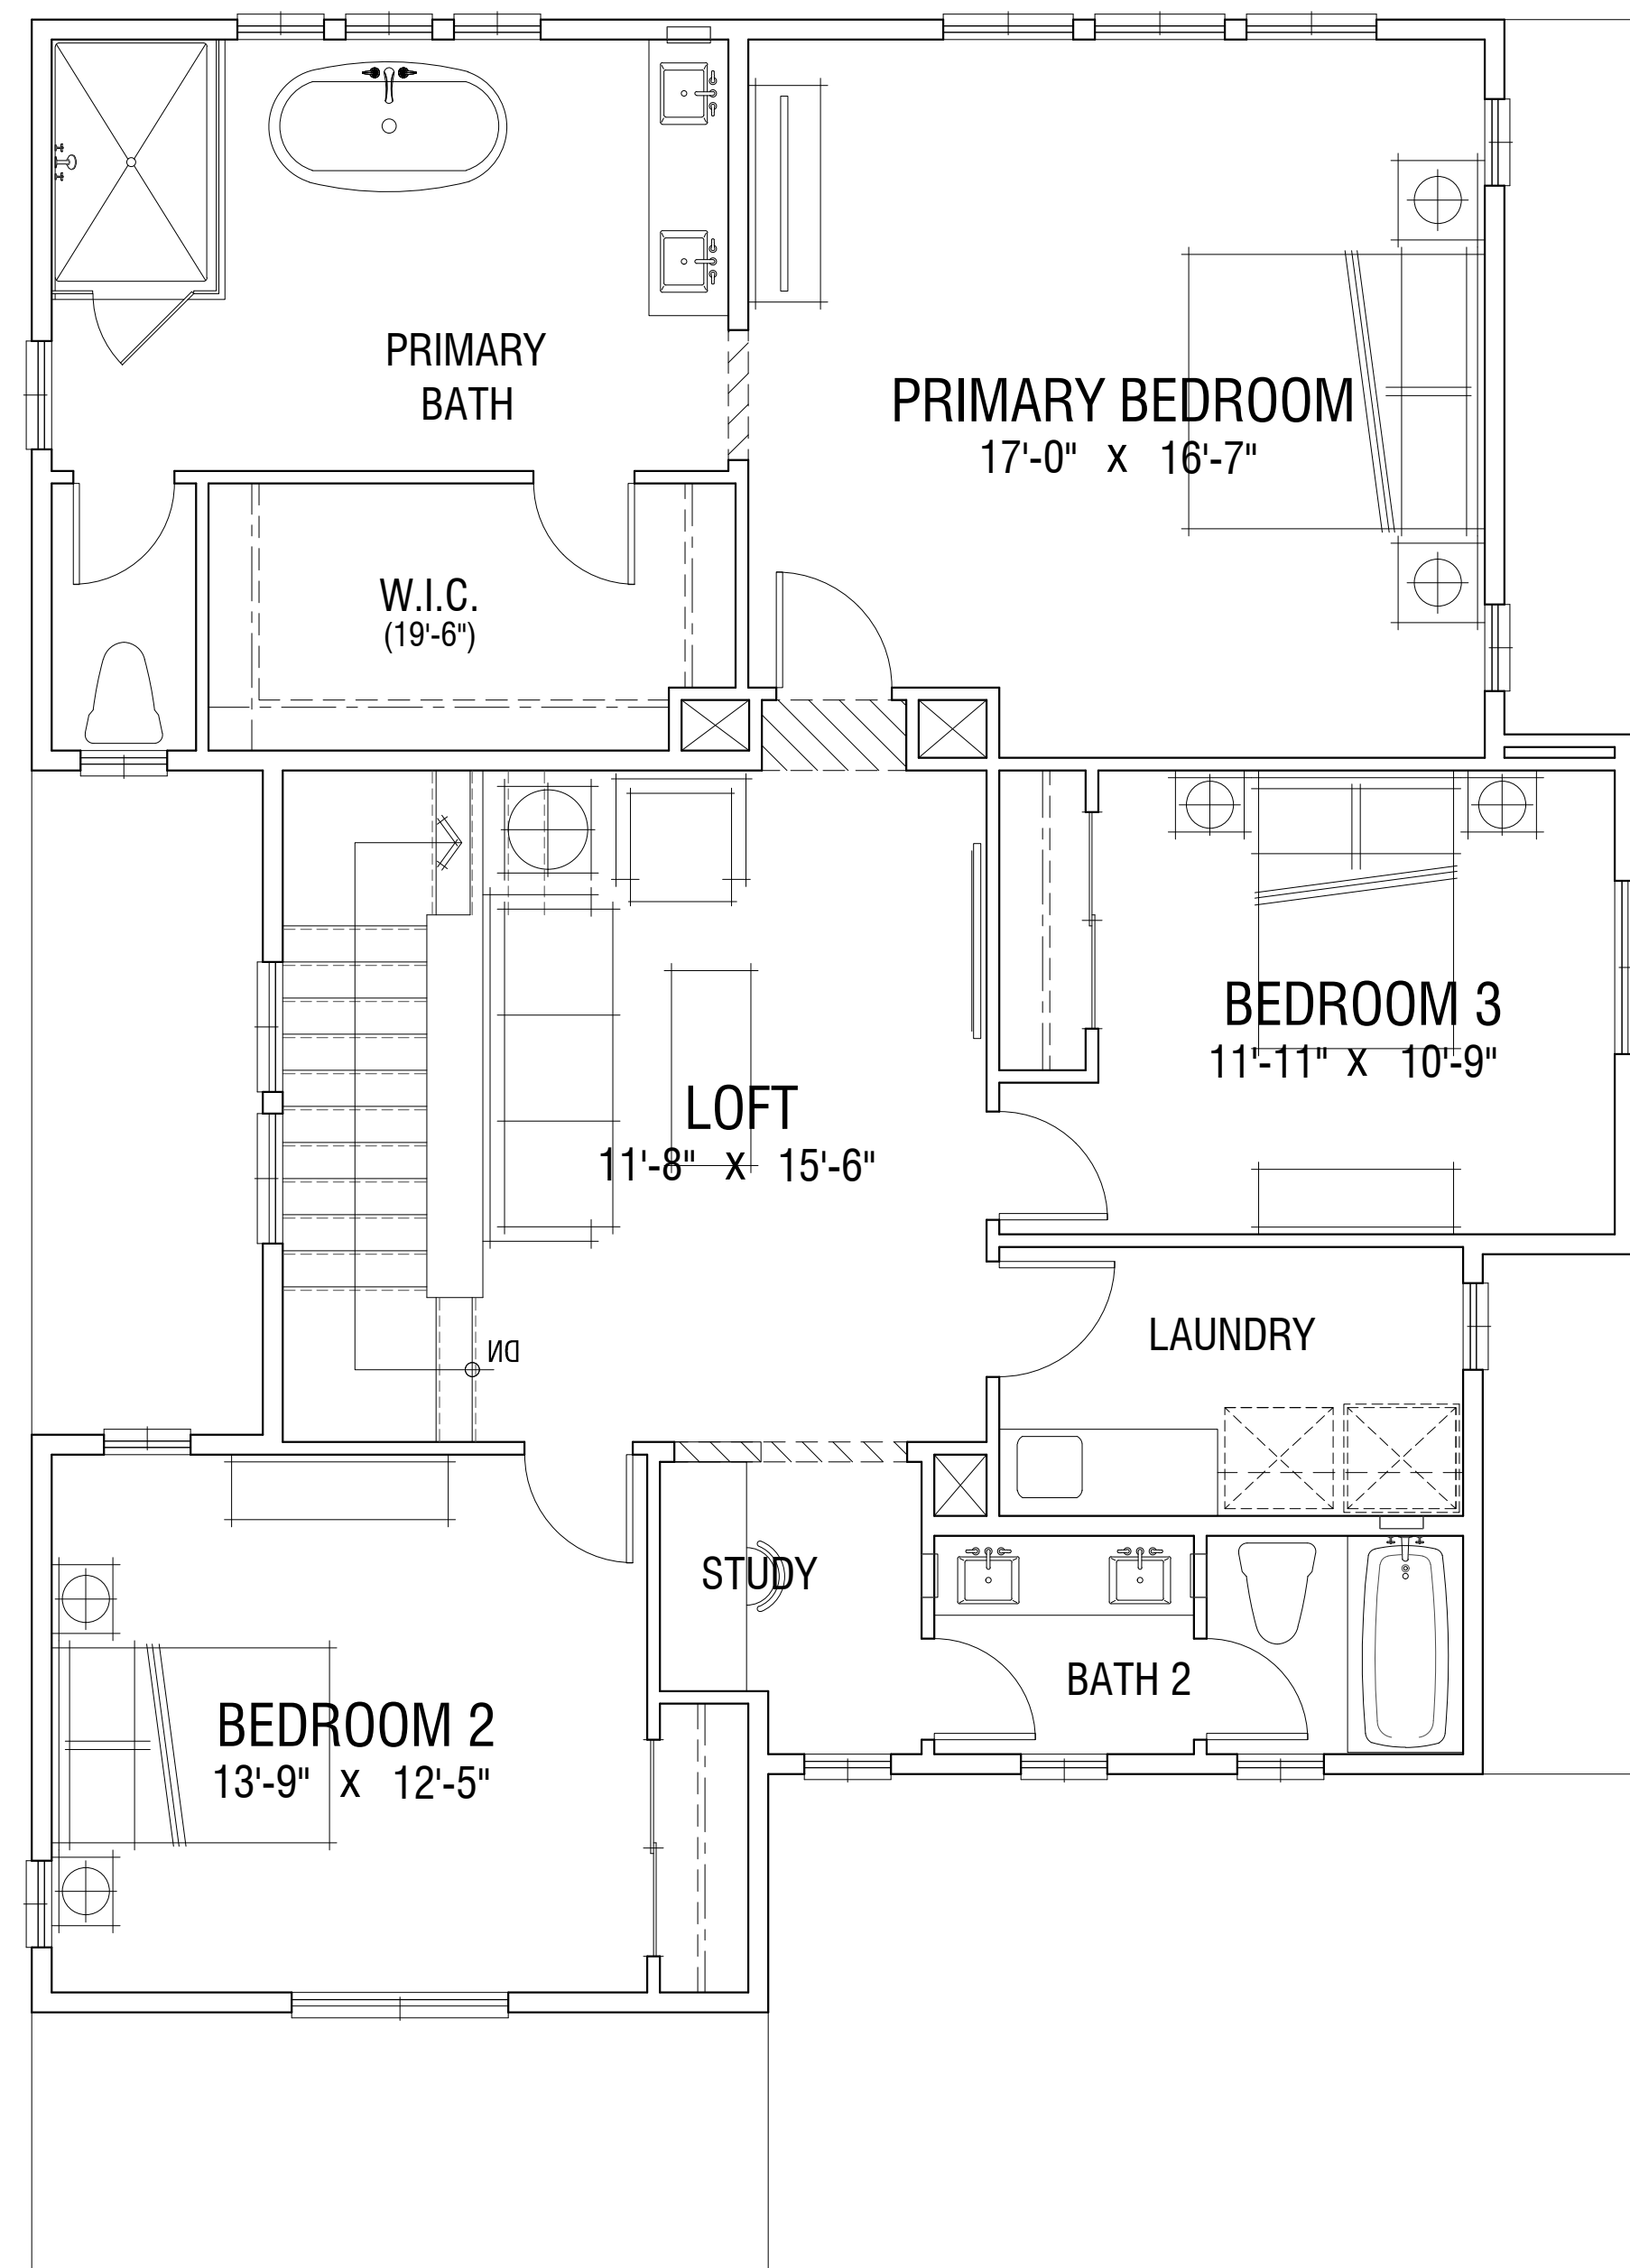 PRIMARY
BATH
PRIMARY BEDROOM
17'-0" x 16'-7"
W.I.C.
(19'-6")
BEDROOM 3
11'-11" x 10'-9"
LOFT
11'-8" x 15'-6"
LAUNDRY
DN
STUDY
BATH 2
BEDROOM 2
13'-9" x 12'-5"